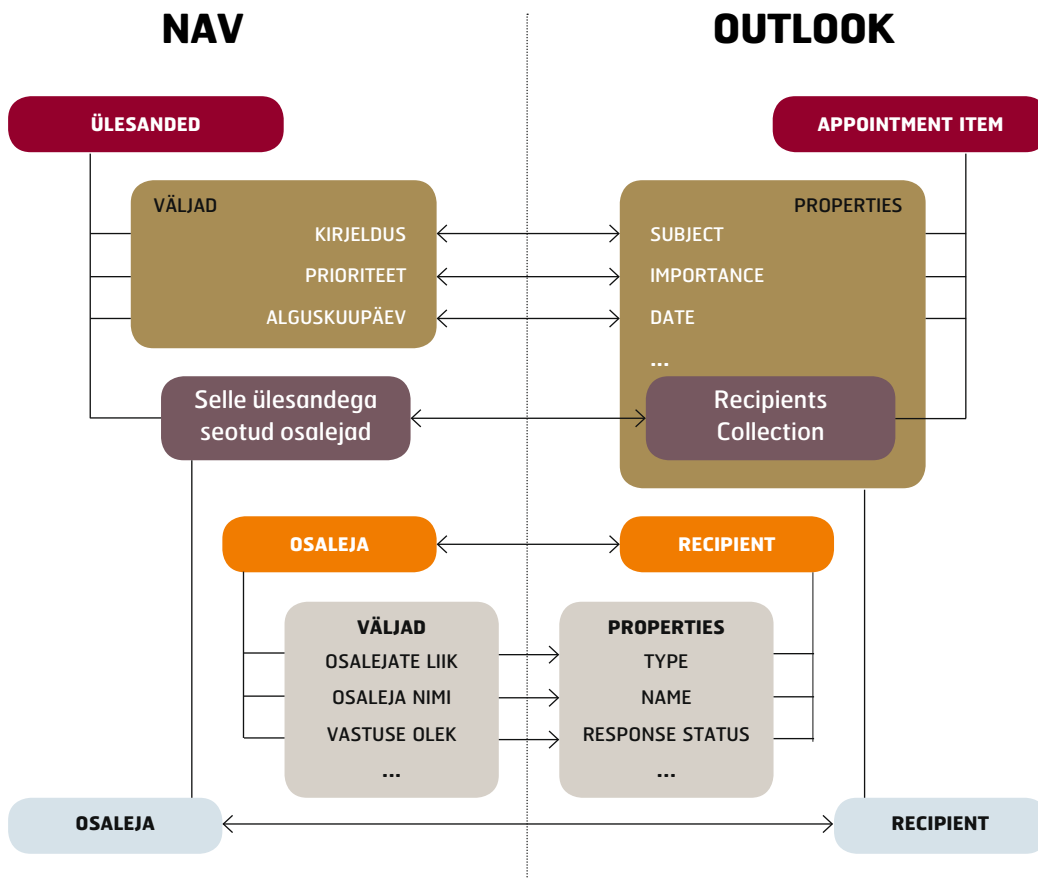 NAV
OUTLOOK
ÜLESANDED
APPOINTMENT ITEM
VÄLJAD
PROPERTIES
KIRJELDUS
SUBJECT
PRIORITEET
IMPORTANCE
ALGUSKUUPÄEV
DATE
...
Selle ülesandega
seotud osalejad
Recipients
Collection
OSALEJA
RECIPIENT
VÄLJAD
PROPERTIES
OSALEJATE LIIK
TYPE
OSALEJA NIMI
NAME
VASTUSE OLEK
RESPONSE STATUS
...
...
OSALEJA
RECIPIENT